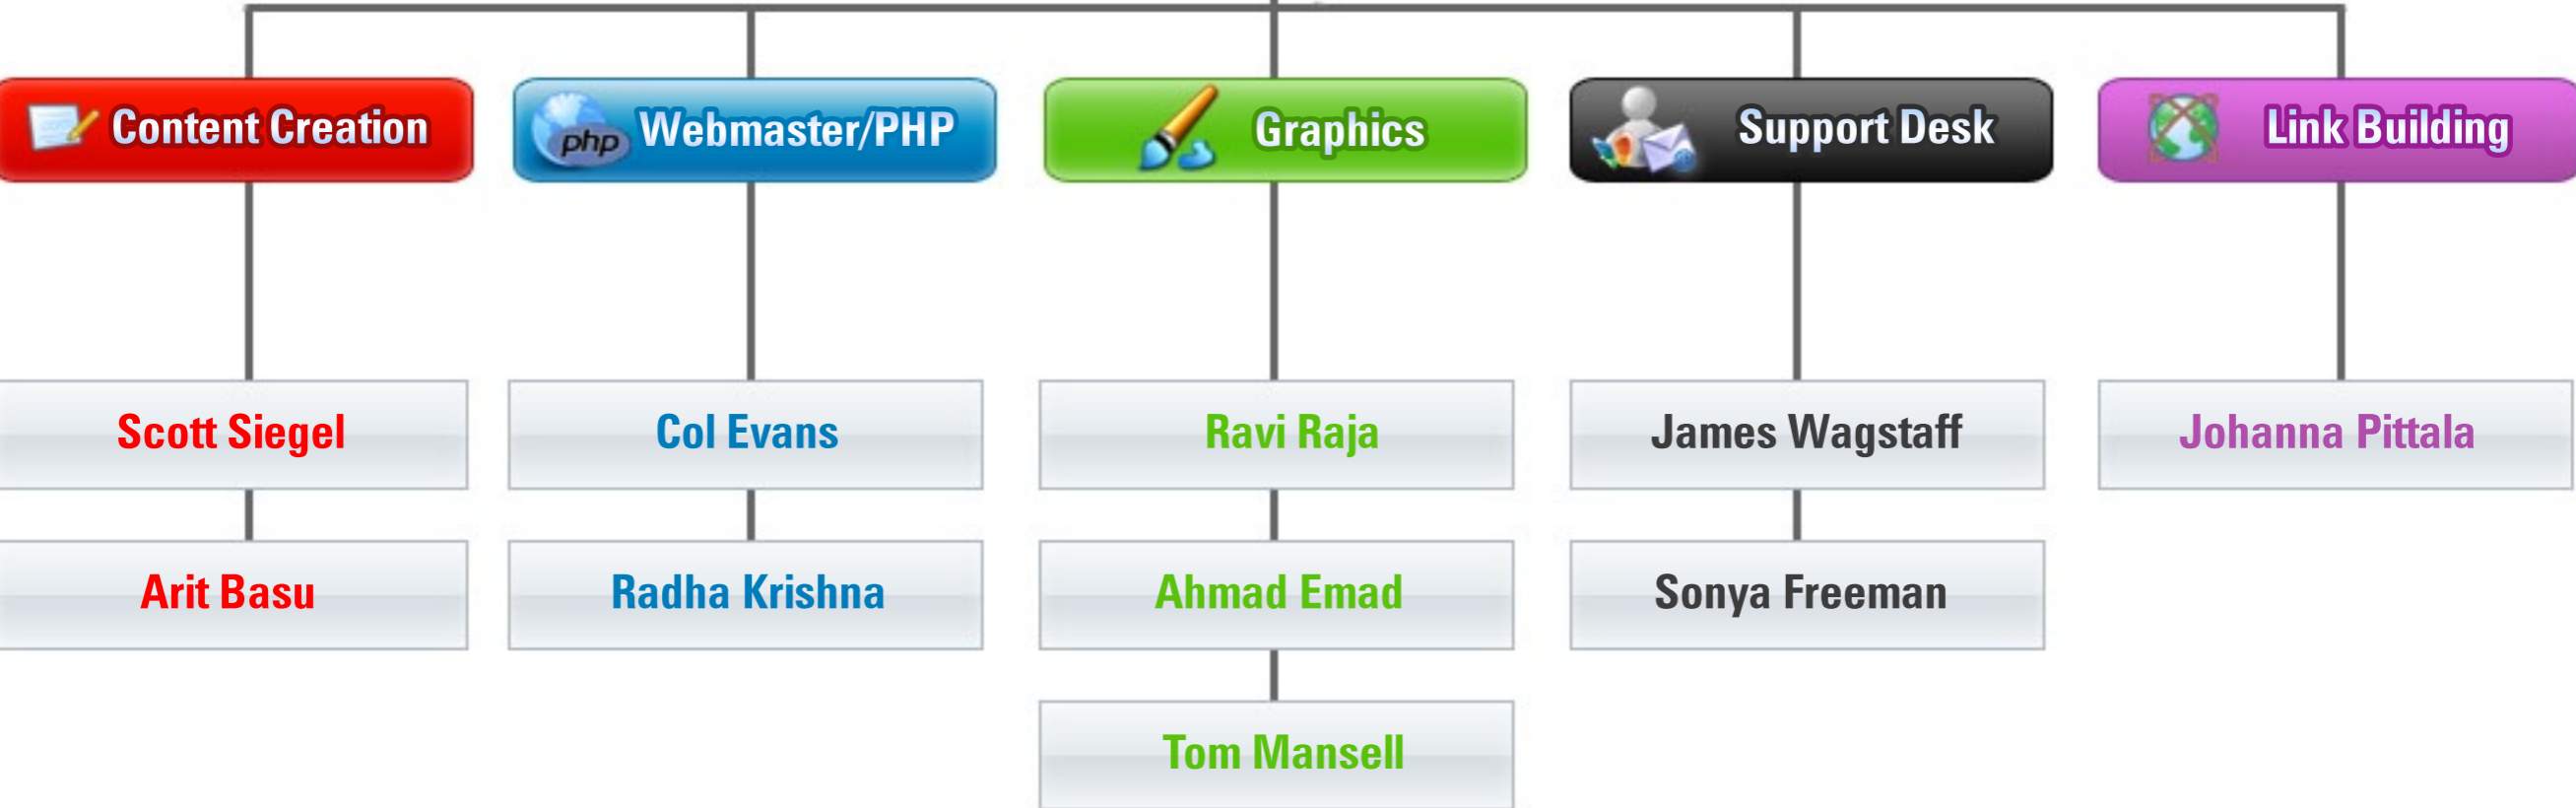 Content Creation
php Webmaster/PHP
Graphics
Support Desk
Link Building
Scott Siegel
Col Evans
Ravi Raja
James Wagstaff
Johanna Pittala
Arit Basu
Radha Krishna
Ahmad Emad
Sonya Freeman
Tom Mansell